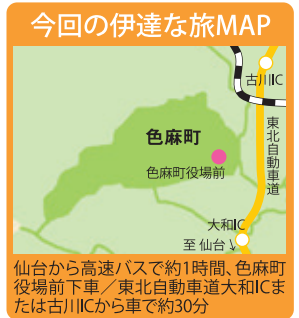 今回の伊達な旅MAP
古川IC
色麻町
東北自動車道
色麻町役場前
大和IC
至 仙台
仙台から高速バスで約1時間、色麻町
役場前下車／東北自動車道大和ICま
たは古川ICから車で約30分